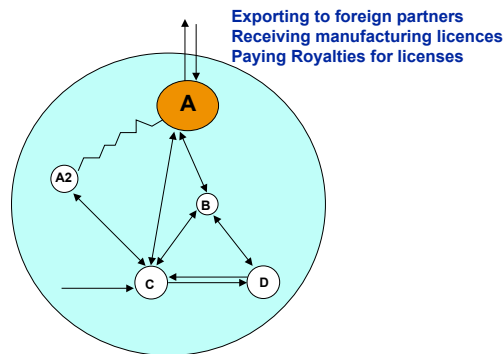 Exporting to foreign partners
Receiving manufacturing licences
Paying Royalties for licenses
A
A2
B
C
D